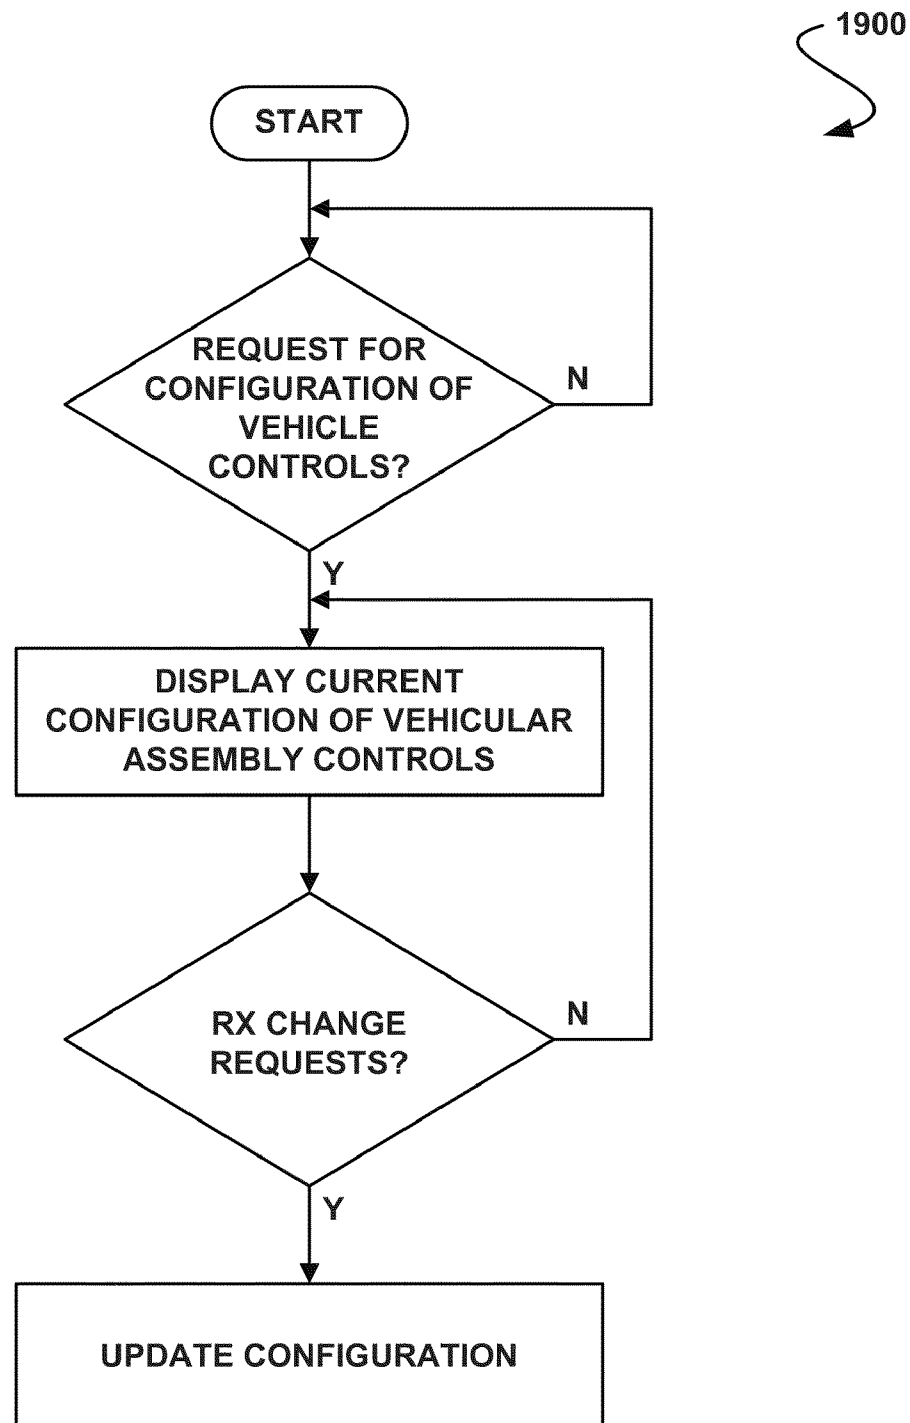 1900
START
REQUEST FOR
CONFIGURATION OF
VEHICLE
CONTROLS?
N
Y
DISPLAY CURRENT
CONFIGURATION OF VEHICULAR
ASSEMBLY CONTROLS
RX CHANGE
REQUESTS?
N
Y
UPDATE CONFIGURATION